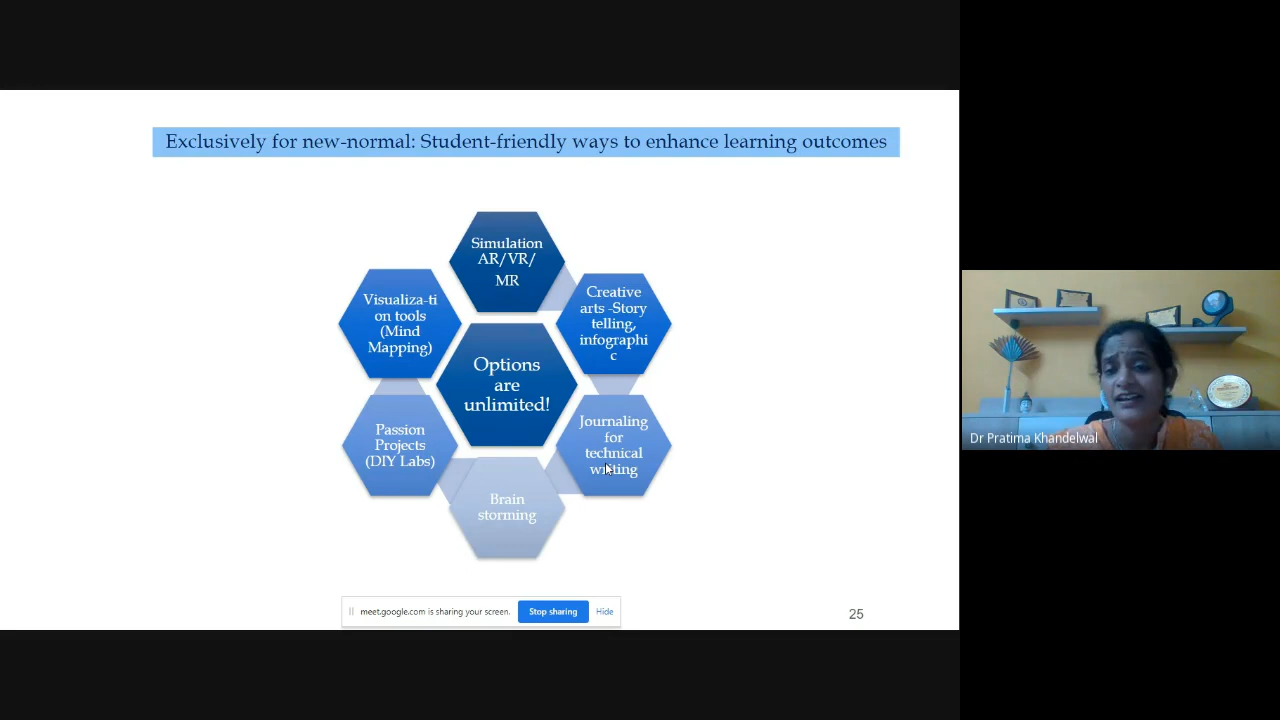 Exclusively for new-normal: Student-friendly ways to enhance learning outcomes
Simulation
AR/VR/
MR
Visualiza-ti
on tools
(Mind
Mapping)
Creative
arts -Story
telling,
infographi
c
Options
are
unlimited!
Passion
Projects
(DIY Labs)
Journaling
for
technical
writing
Brain
storming
meet.google.com is sharing your screen.
Stop sharing
Hide
25
Dr Pratima Khandelwal